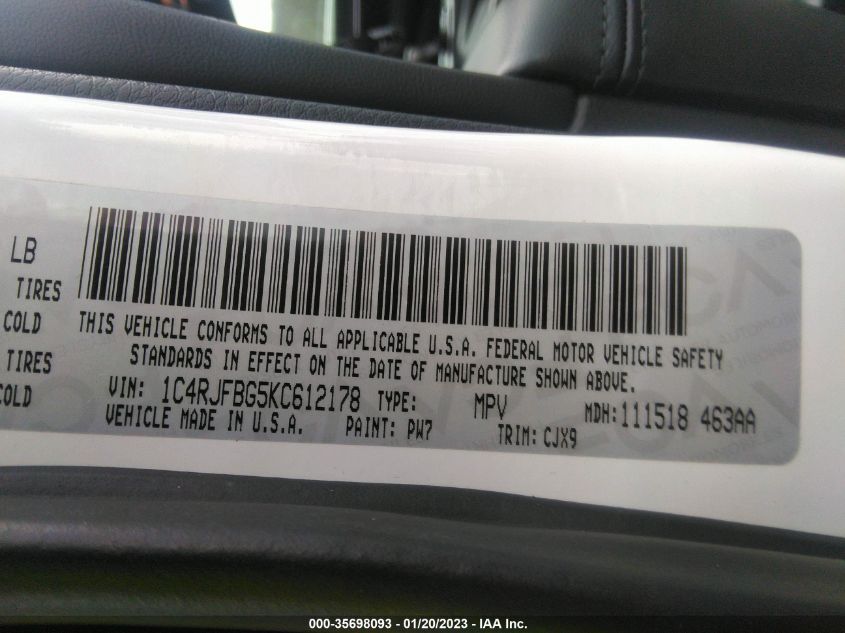 LB
TIRES
COLD
TIRES
COLD
THIS VEHICLE CONFORMS TO ALL APPLICABLE U.S.A. FEDERAL MOTOR VEHICLE SAFETY
STANDARDS IN EFFECT ON THE DATE OF MANUFACTURE SHOWN ABOVE.
VIN: 1C4RJFBG5KC612178 TYPE: MPV MDH:111518 463AA
VEHICLE MADE IN U.S.A. PAINT: PW7 TRIM: CJX9
000-35698093 - 01/20/2023 - IAA Inc.